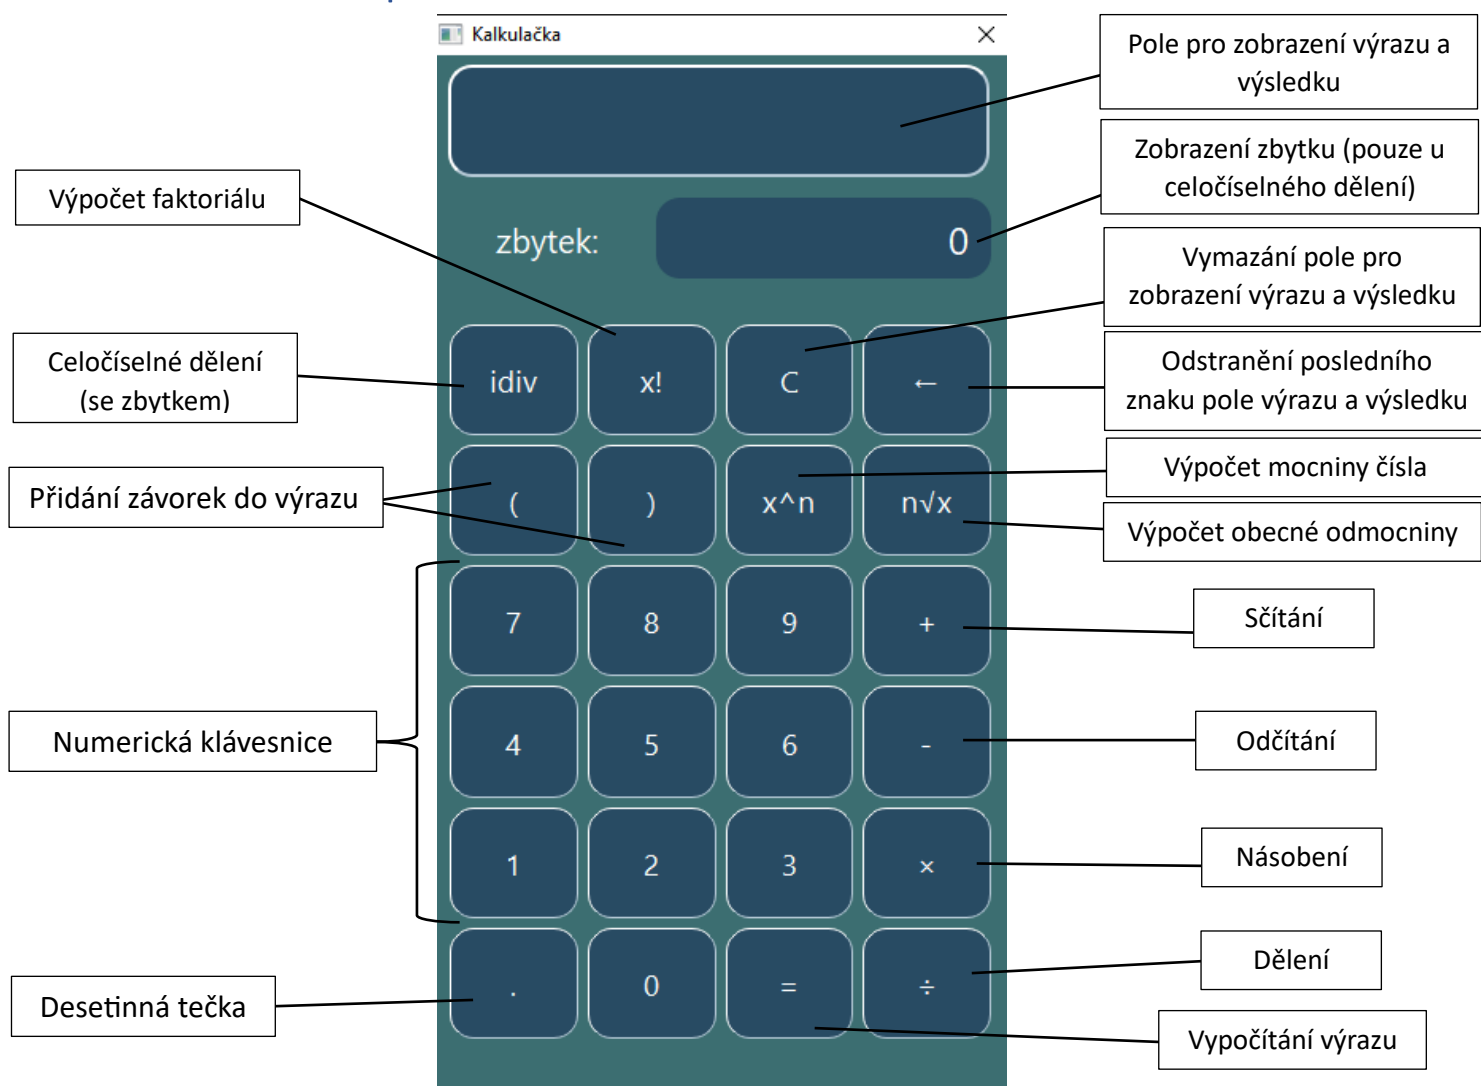 Kalkulačka
Pole pro zobrazení výrazu a
výsledku
Zobrazení zbytku (pouze u
celočíselného dělení)
Výpočet faktoriálu
zbytek:
0
Vymazání pole pro
zobrazení výrazu a výsledku
Celočíselné dělení
(se zbytkem)
idiv
x!
C
←
Odstranění posledního
znaku pole výrazu a výsledku
Přidání závorek do výrazu
(
)
x^n
n√x
Výpočet mocniny čísla
Výpočet obecné odmocniny
7
8
9
+
Sčítání
Numerická klávesnice
4
5
6
-
Odčítání
1
2
3
×
Násobení
Desetinná tečka
.
0
=
÷
Dělení
Vypočítání výrazu